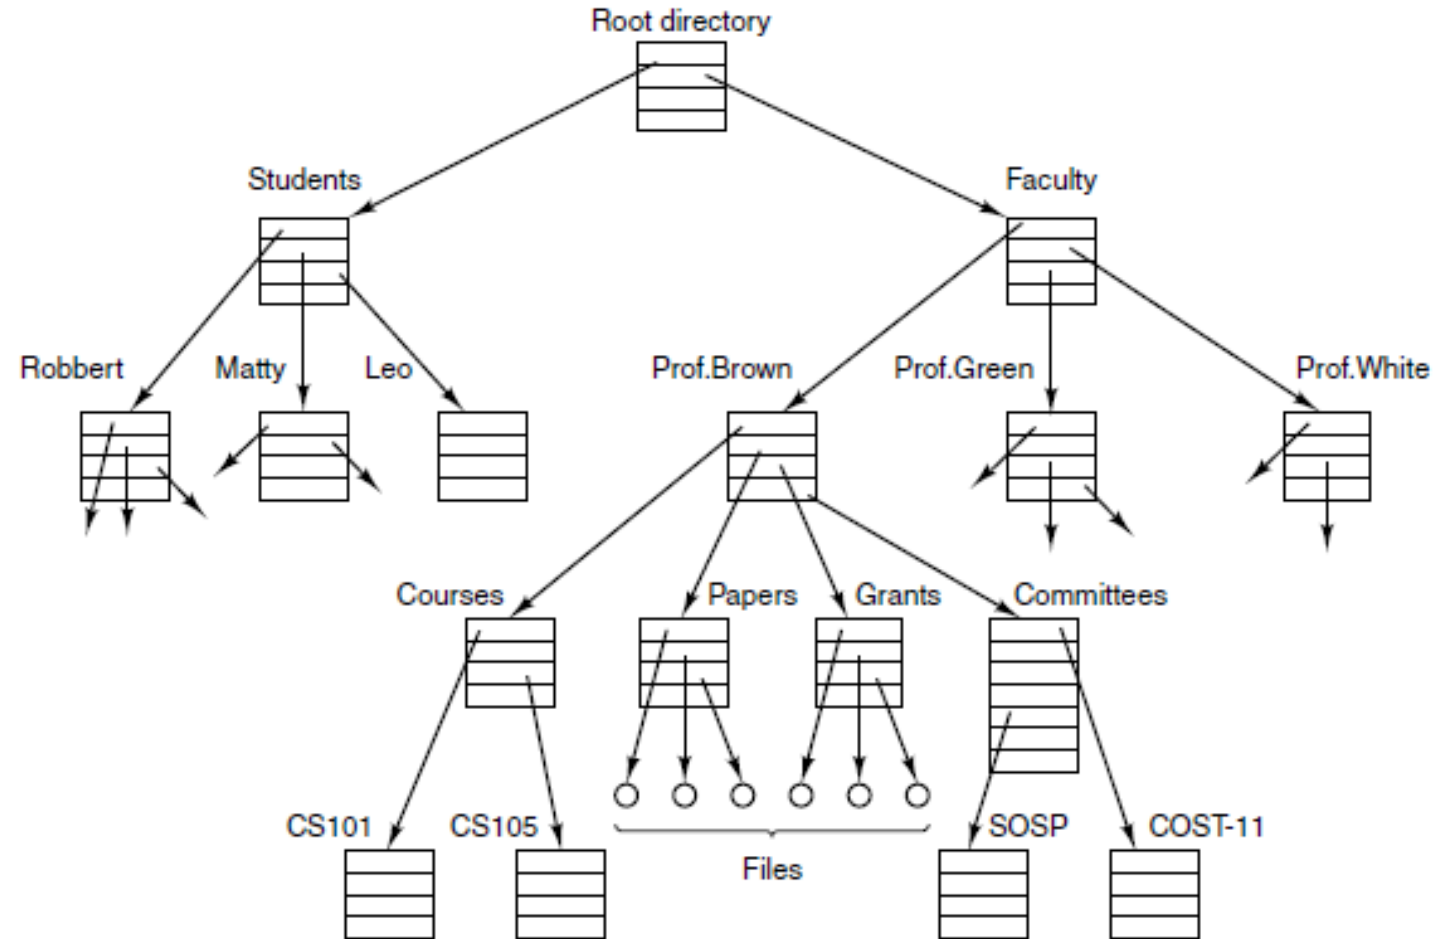 Root directory
Students
Faculty
Robbert
Matty
Leo
Prof.Brown
Prof.Green
Prof.White
Courses
Papers
Grants
Committees
CS101
CS105
SOSP
COST-11
Files